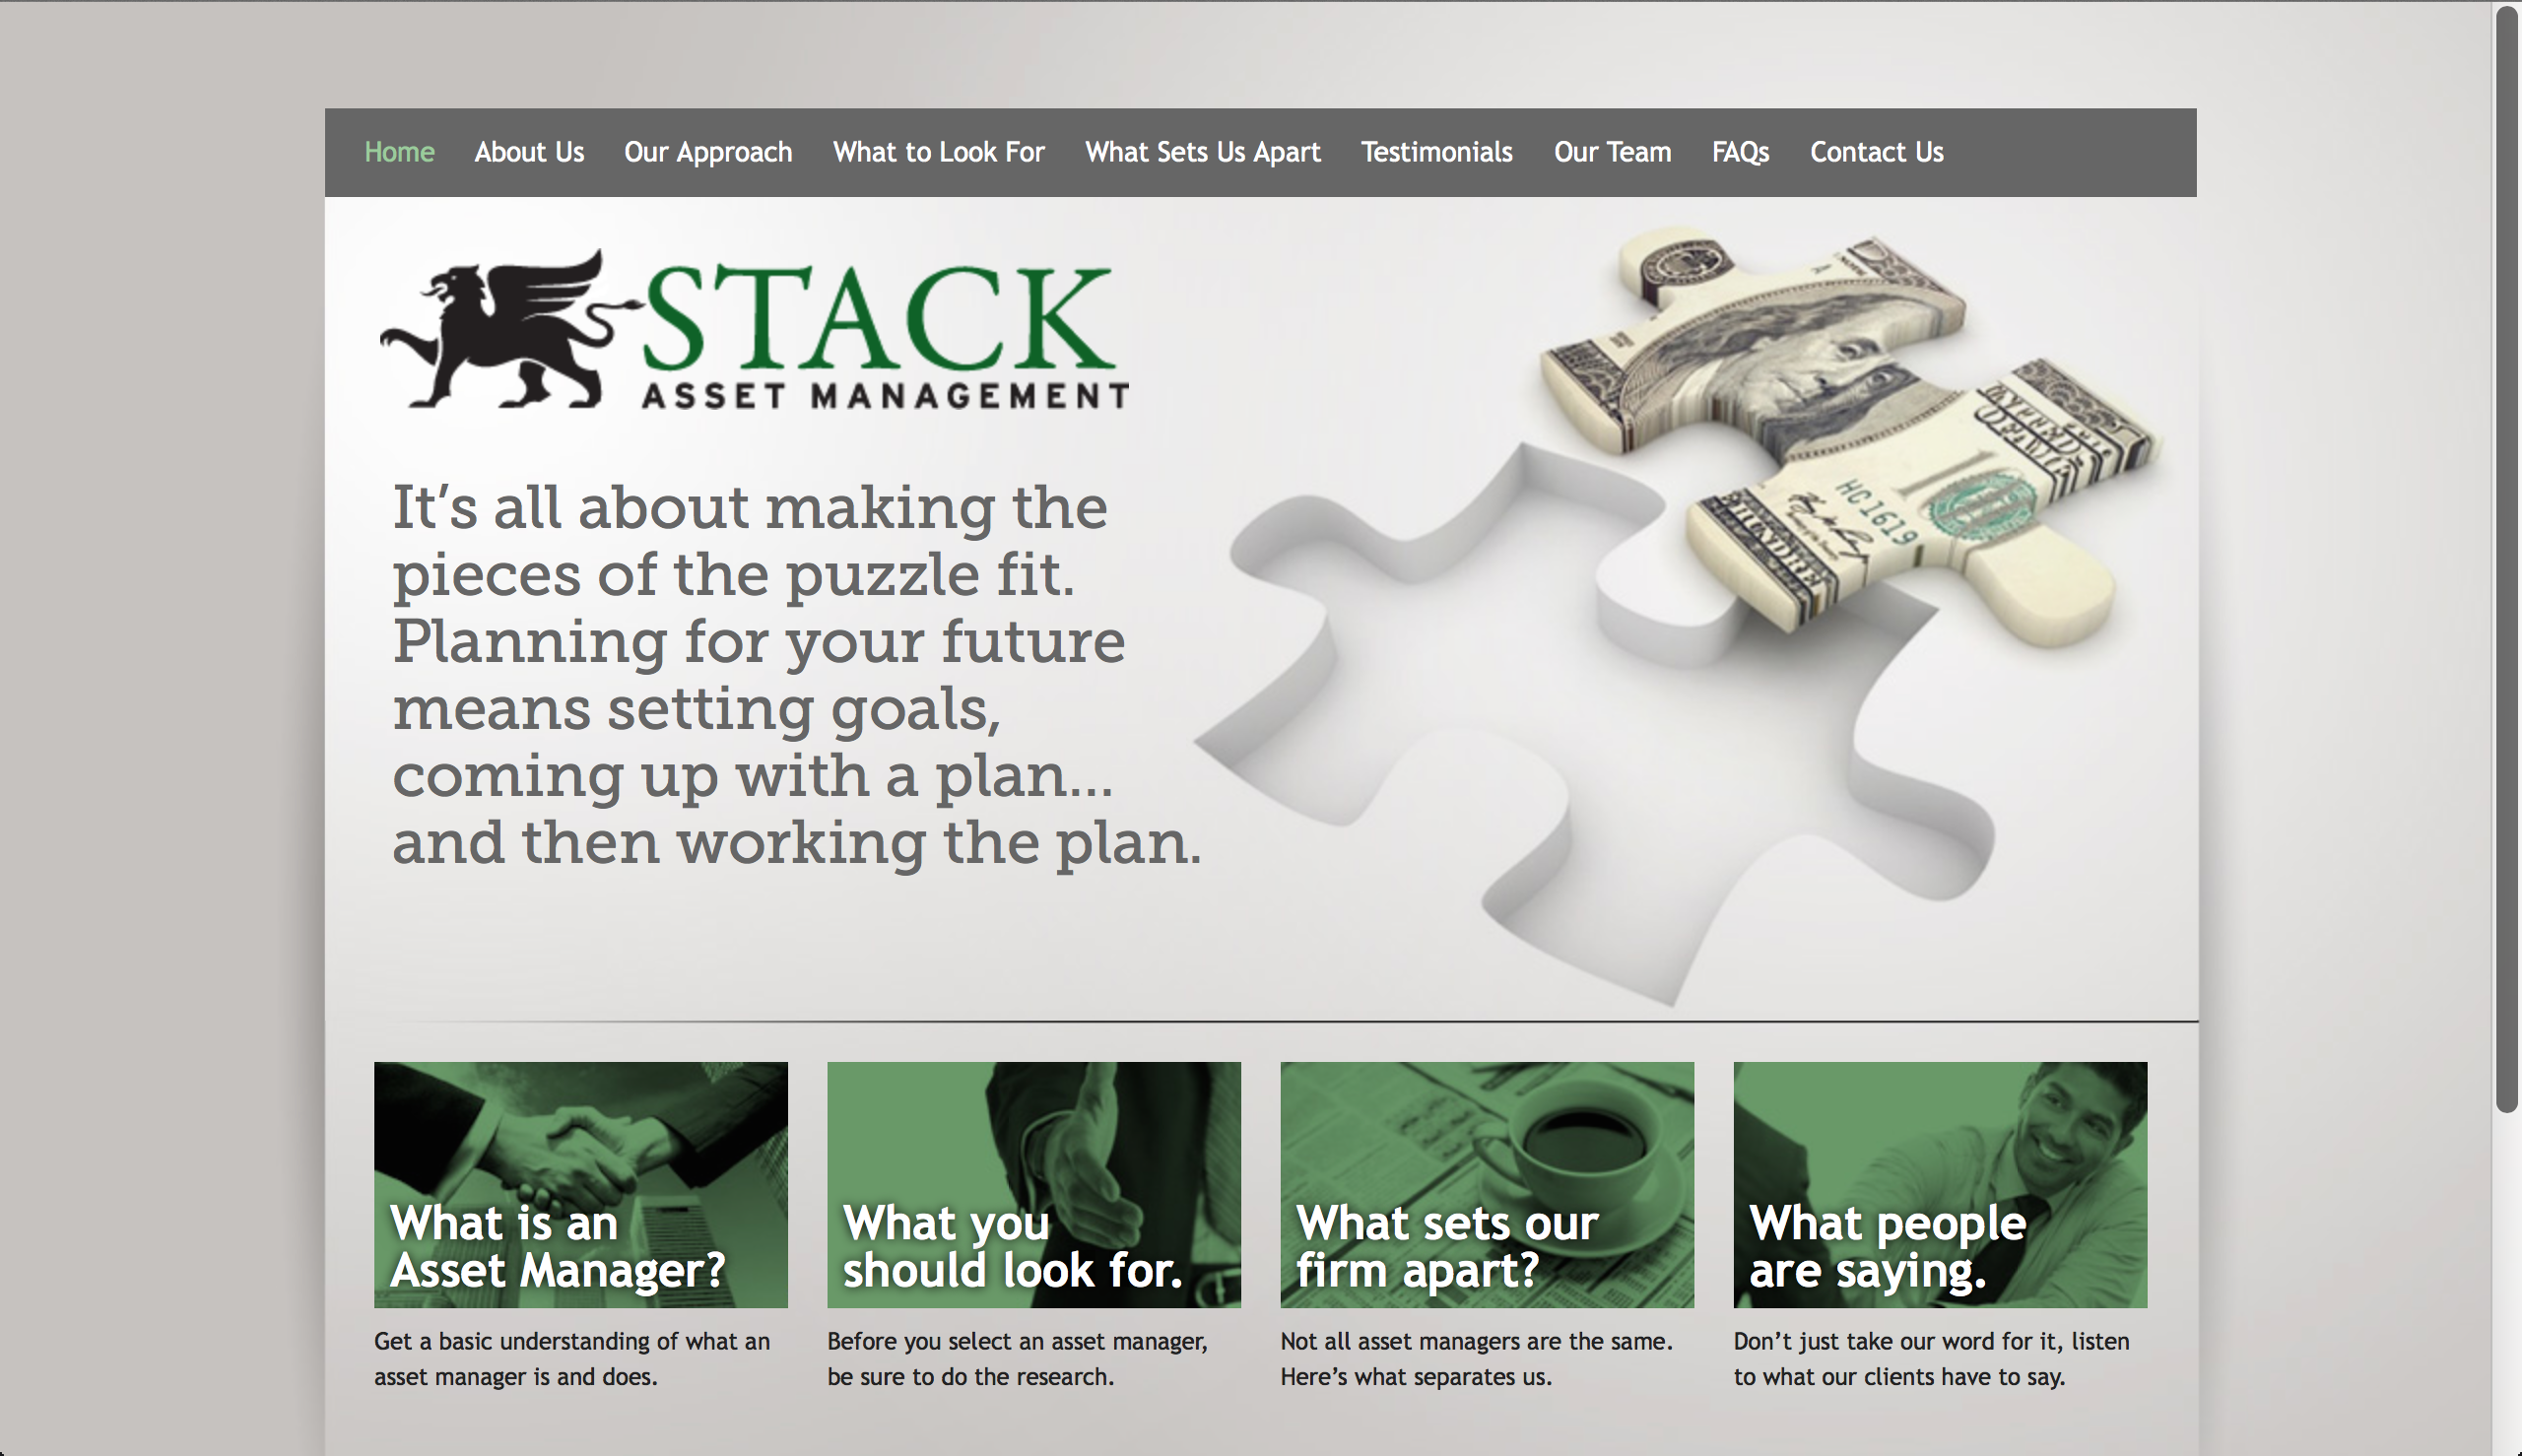 Home About Us Our Approach What to Look For What Sets Us Apart Testimonials Our Team FAQs Contact Us
STACK
ASSET MANAGEMENT
It’s all about making the
pieces of the puzzle fit.
Planning for your future
means setting goals,
coming up with a plan...
and then working the plan.
HC1619
What is an
Asset Manager?
Get a basic understanding of what an
asset manager is and does.
What you
should look for.
Before you select an asset manager,
be sure to do the research.
What sets our
firm apart?
Not all asset managers are the same.
Here’s what separates us.
What people
are saying.
Don’t just take our word for it, listen
to what our clients have to say.